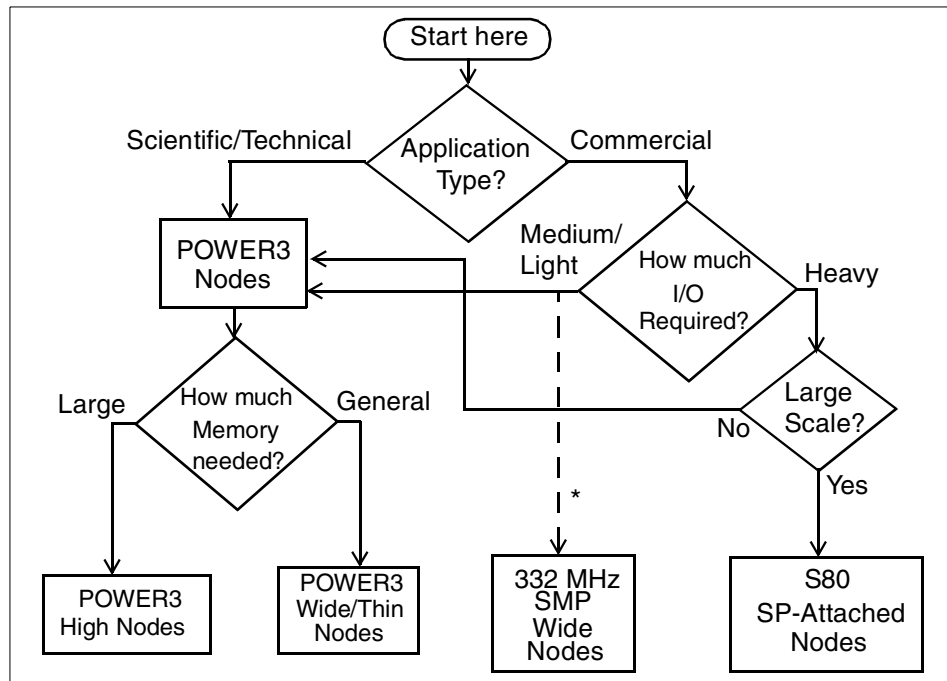 Start here
Scientific/Technical
Application
Type?
Commercial
POWER3
Nodes
Medium/
Light
How much
I/O
Required?
Heavy
Large
How much
Memory
needed?
General
Large
Scale?
No
Yes
*
POWER3
High Nodes
POWER3
Wide/Thin
Nodes
332 MHz
SMP
Wide
Nodes
S80
SP-Attached
Nodes